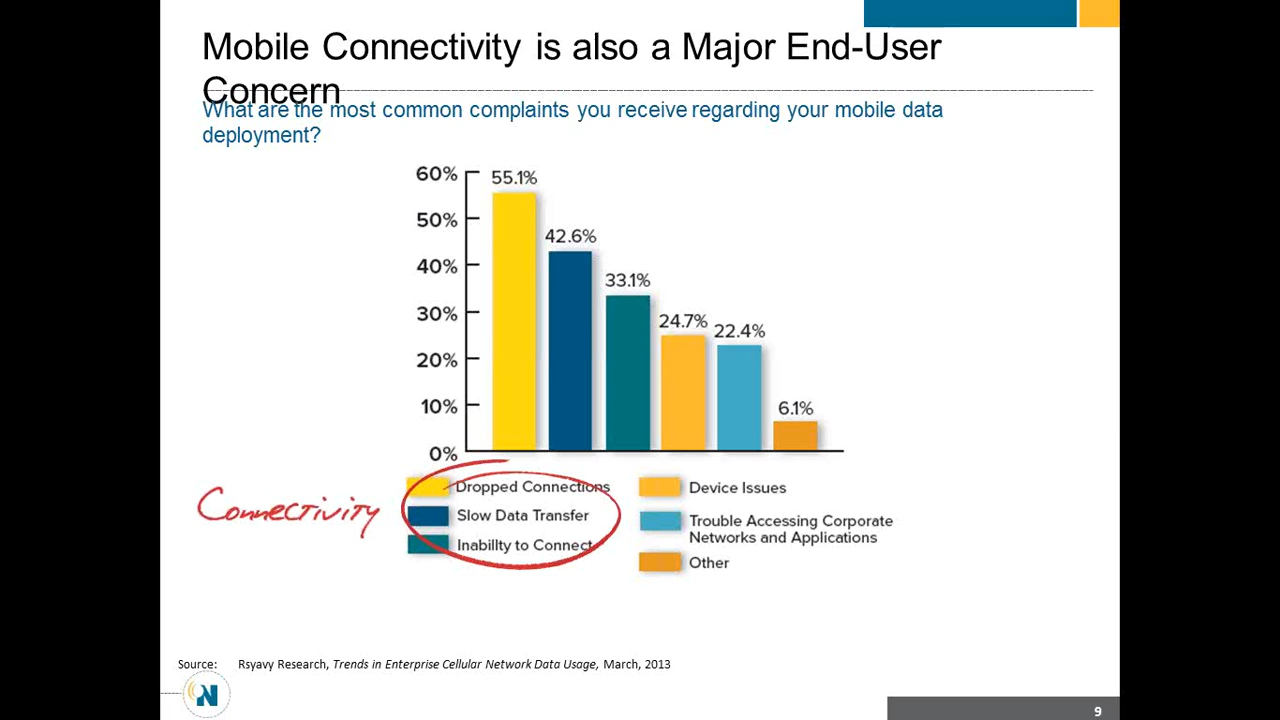 Mobile Connectivity is also a Major End-User
Concern
What are the most common complaints you receive regarding your mobile data
deployment?
60%
55.1%
50%
42.6%
40%
33.1%
30%
24.7%
22.4%
20%
10%
6.1%
0%
Connectivity
Dropped Connections
Slow Data Transfer
Inability to Connect
Device Issues
Trouble Accessing Corporate
Networks and Applications
Other
Source: Rsyavy Research, Trends in Enterprise Cellular Network Data Usage, March, 2013
N
9